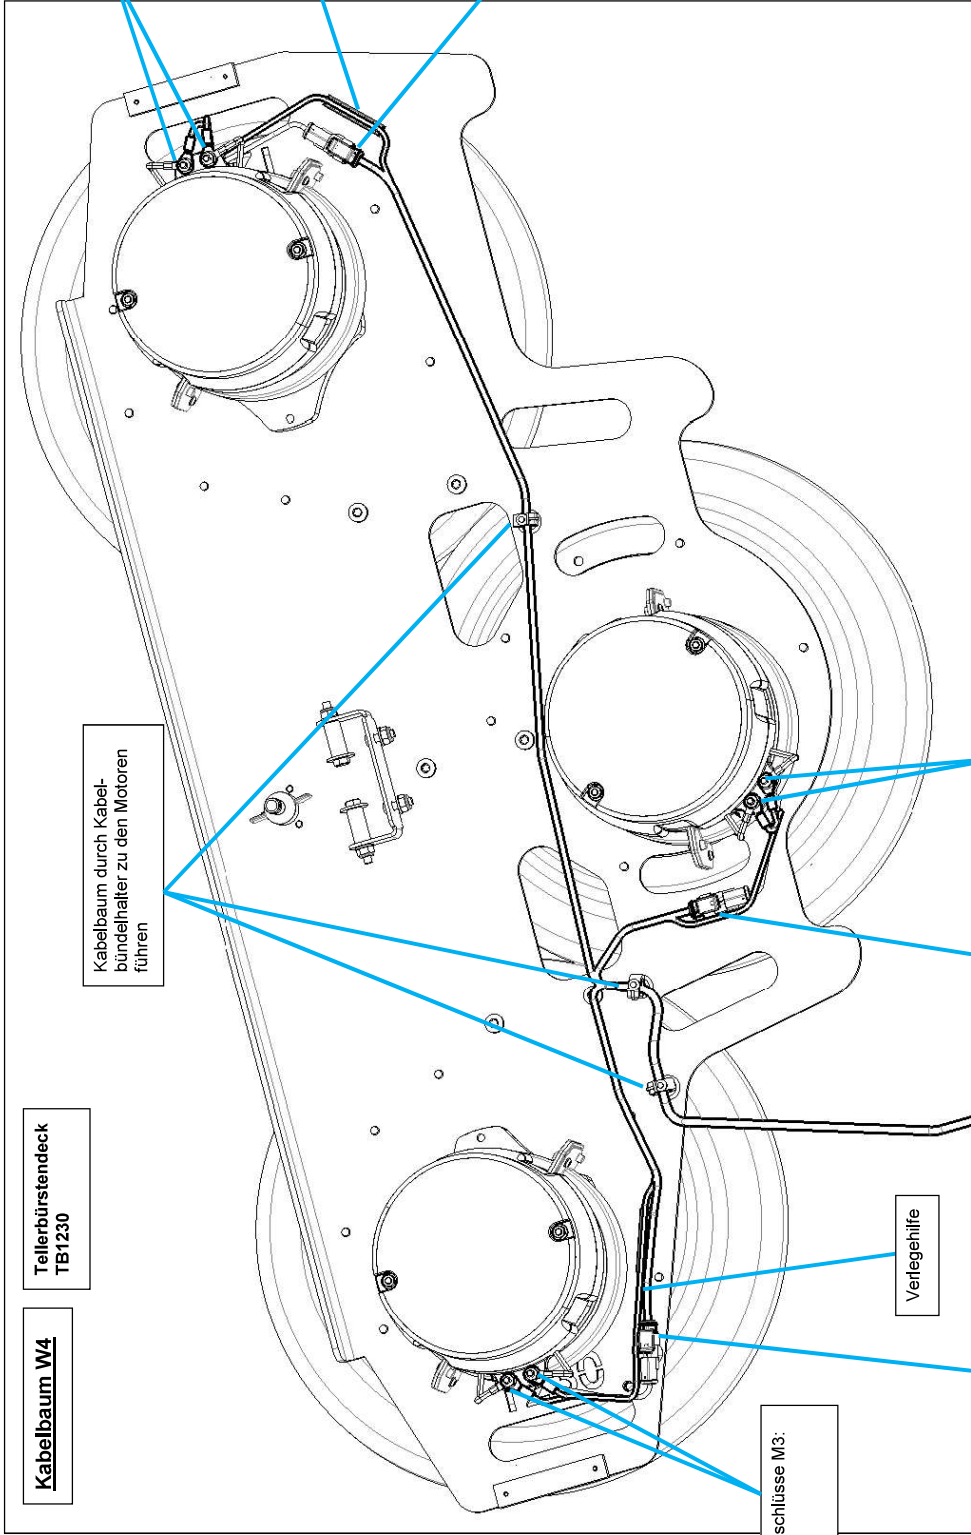 Kabelbaum W4
Tellerbürstendeck
TB1230
Kabelbaum durch Kabel-
bündelhalter zu den Motoren
führen
Verlegehilfe
schlüsse M3: